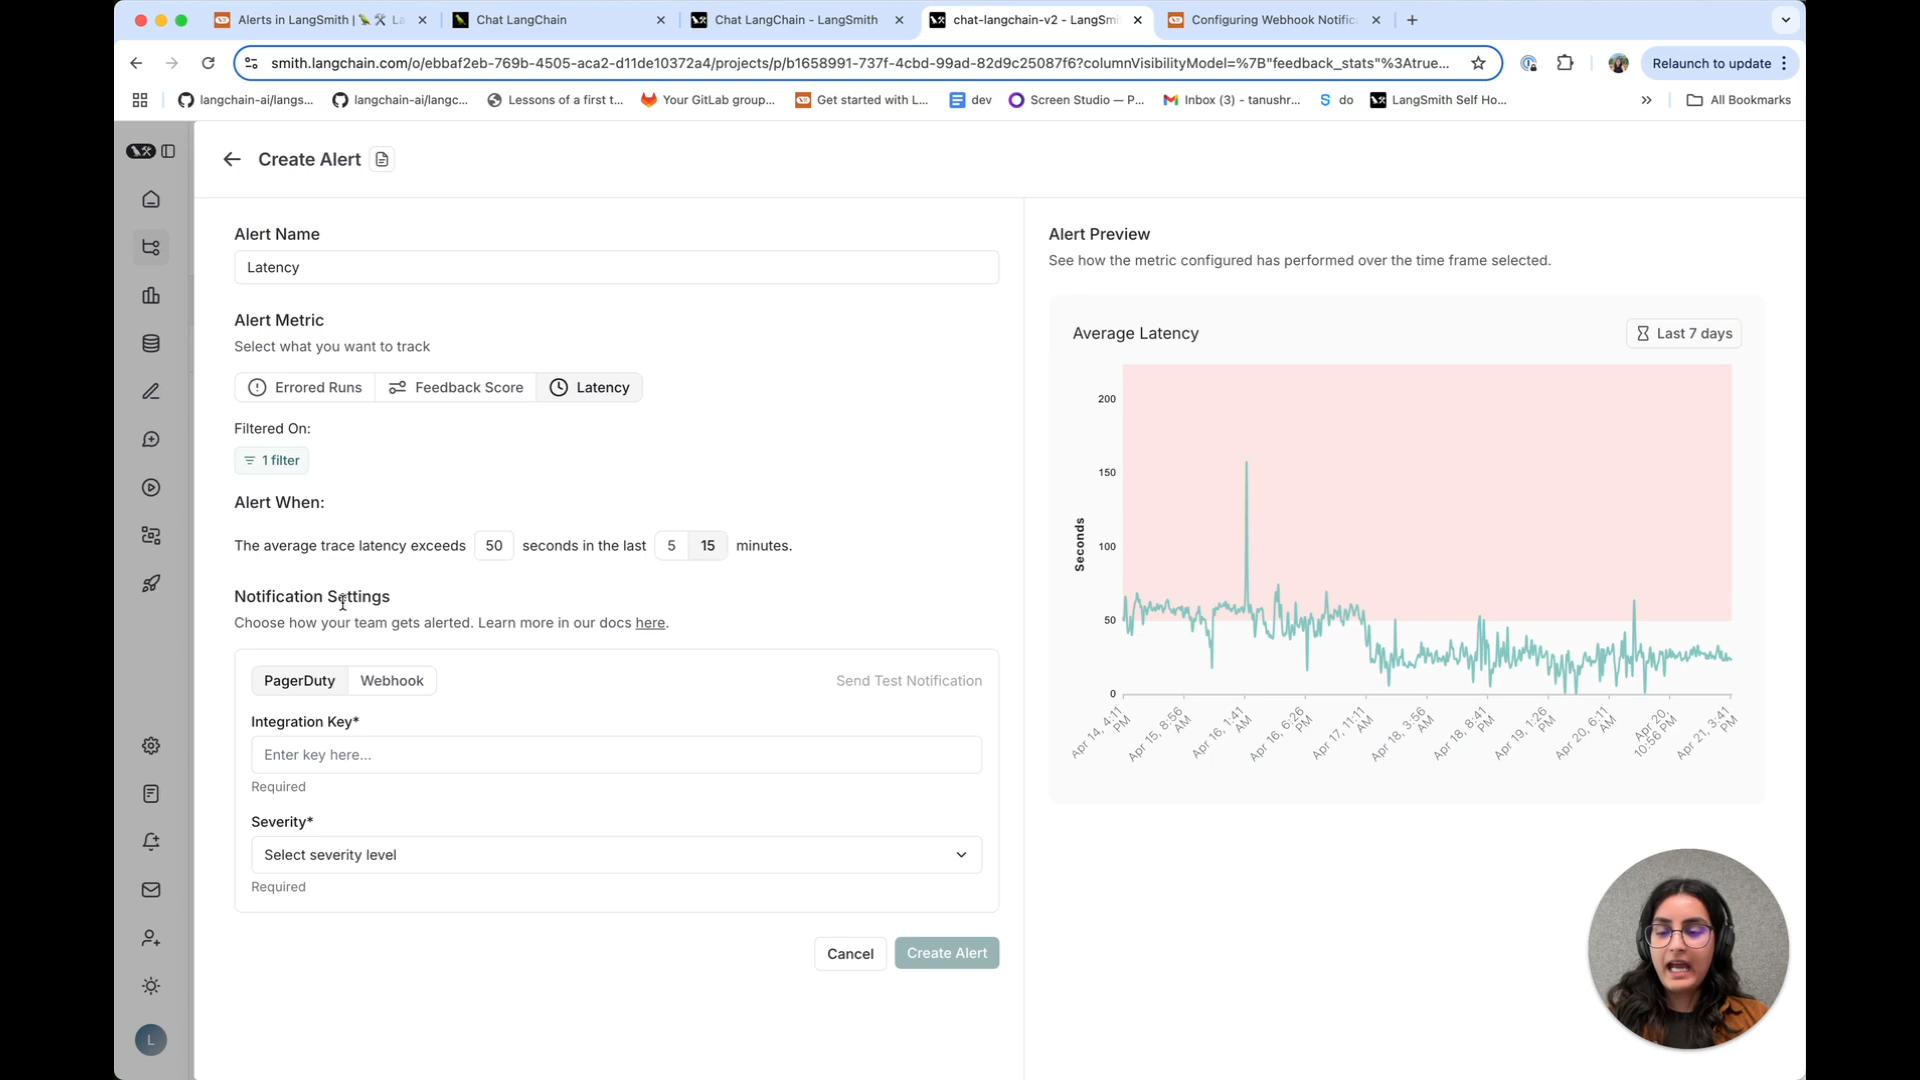 Alerts in LangSmith | 🦜🛠️ La
Chat LangChain
Chat LangChain - LangSmith
chat-langchain-v2 - LangSmi
Configuring Webhook Notific
smith.langchain.com/o/ebbaf2eb-769b-4505-aca2-d11de10372a4/projects/p/b1658991-737f-4cbd-99ad-82d9c25087f6?columnVisibilityModel=%7B"feedback_stats"%3Atrue...
Relaunch to update
langchain-ai/langs...
langchain-ai/langc...
Lessons of a first t...
Your GitLab group...
Get started with L...
dev
Screen Studio — P...
Inbox (3) - tanushr...
do
LangSmith Self Ho...
All Bookmarks
Create Alert
Alert Name
Latency
Alert Metric
Select what you want to track
Errored Runs
Feedback Score
Latency
Filtered On:
1 filter
Alert When:
The average trace latency exceeds 50 seconds in the last 5 15 minutes.
Notification Settings
Choose how your team gets alerted. Learn more in our docs here.
PagerDuty
Webhook
Send Test Notification
Integration Key*
Enter key here...
Required
Severity*
Select severity level
Required
Cancel
Create Alert
L
Alert Preview
See how the metric configured has performed over the time frame selected.
Average Latency
Last 7 days
Seconds
200
150
100
50
0
Apr 14, 4:11 PM
Apr 15, 8:56 AM
Apr 16, 1:41 AM
Apr 16, 6:26 PM
Apr 17, 11:11 AM
Apr 18, 3:56 AM
Apr 18, 8:41 PM
Apr 19, 1:26 PM
Apr 20, 6:11 AM
Apr 20, 10:56 PM
Apr 21, 3:41 PM